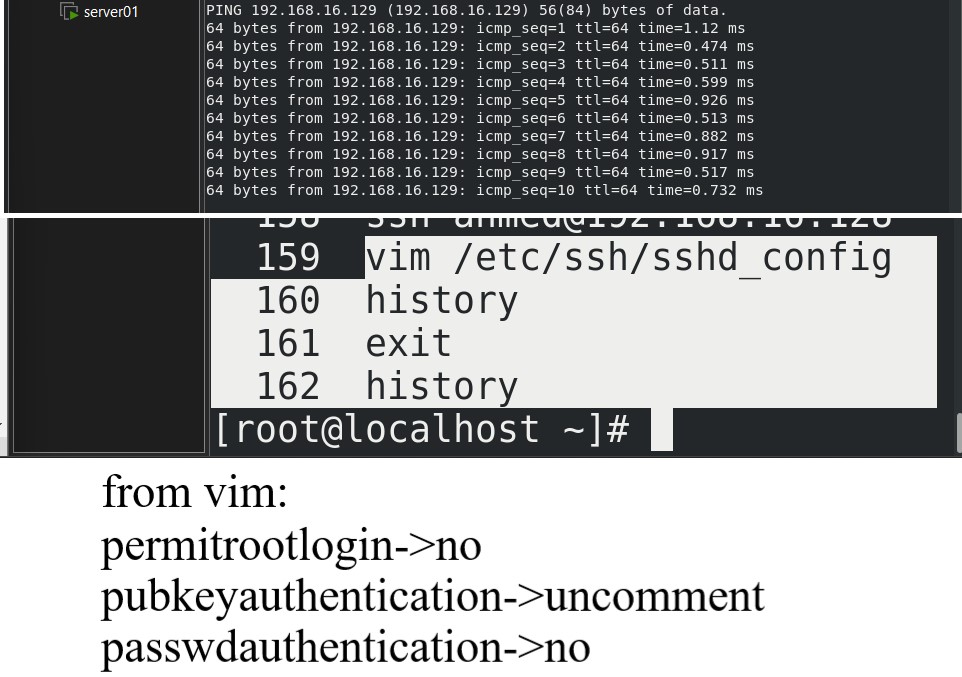 server01
PING 192.168.16.129 (192.168.16.129) 56(84) bytes of data.
64 bytes from 192.168.16.129: icmp_seq=1 ttl=64 time=1.12 ms
64 bytes from 192.168.16.129: icmp_seq=2 ttl=64 time=0.474 ms
64 bytes from 192.168.16.129: icmp_seq=3 ttl=64 time=0.511 ms
64 bytes from 192.168.16.129: icmp_seq=4 ttl=64 time=0.599 ms
64 bytes from 192.168.16.129: icmp_seq=5 ttl=64 time=0.926 ms
64 bytes from 192.168.16.129: icmp_seq=6 ttl=64 time=0.513 ms
64 bytes from 192.168.16.129: icmp_seq=7 ttl=64 time=0.882 ms
64 bytes from 192.168.16.129: icmp_seq=8 ttl=64 time=0.917 ms
64 bytes from 192.168.16.129: icmp_seq=9 ttl=64 time=0.517 ms
64 bytes from 192.168.16.129: icmp_seq=10 ttl=64 time=0.732 ms
158 ssh ahmed@192.168.16.128
159 vim /etc/ssh/sshd_config
160 history
161 exit
162 history
[root@localhost ~]#
from vim:
permitrootlogin->no
pubkeyauthentication->uncomment
passwdauthentication->no